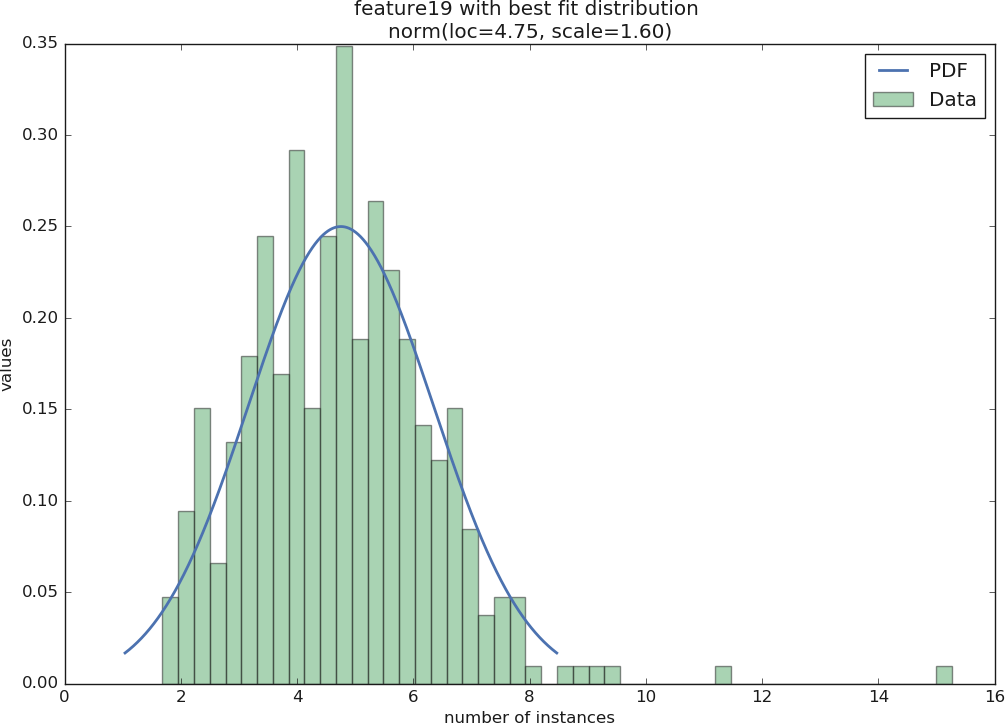 feature19 with best fit distribution
norm(loc=4.75, scale=1.60)
PDF
Data
0.35
0.30
0.25
0.20
0.15
0.10
0.05
0.00
values
0 2 4 6 8 10 12 14 16
number of instances